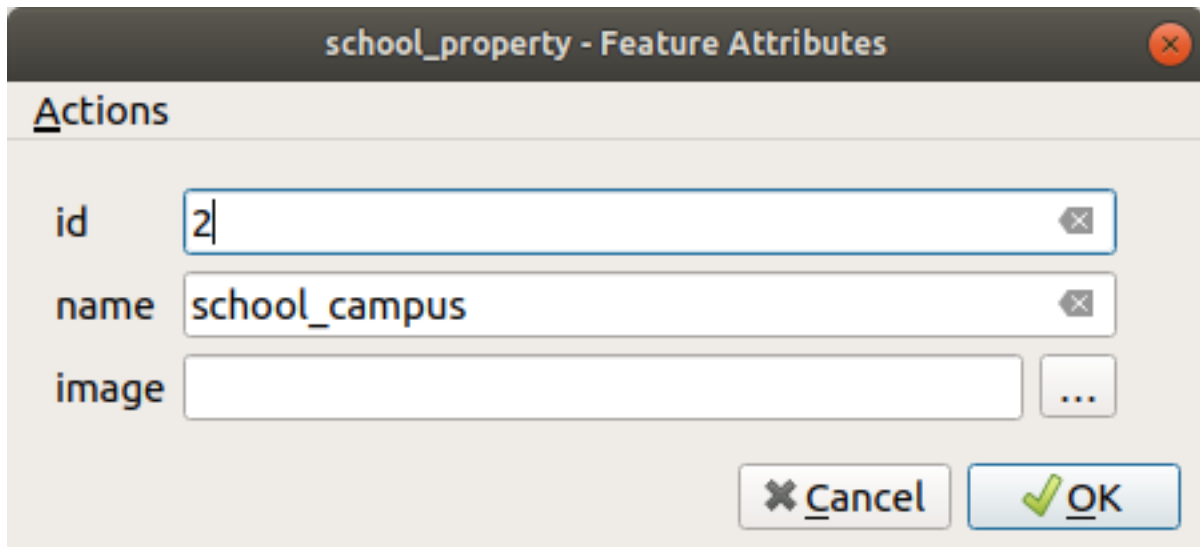 school_property - Feature Attributes
Actions
id 2
name school_campus
image ...
Cancel OK